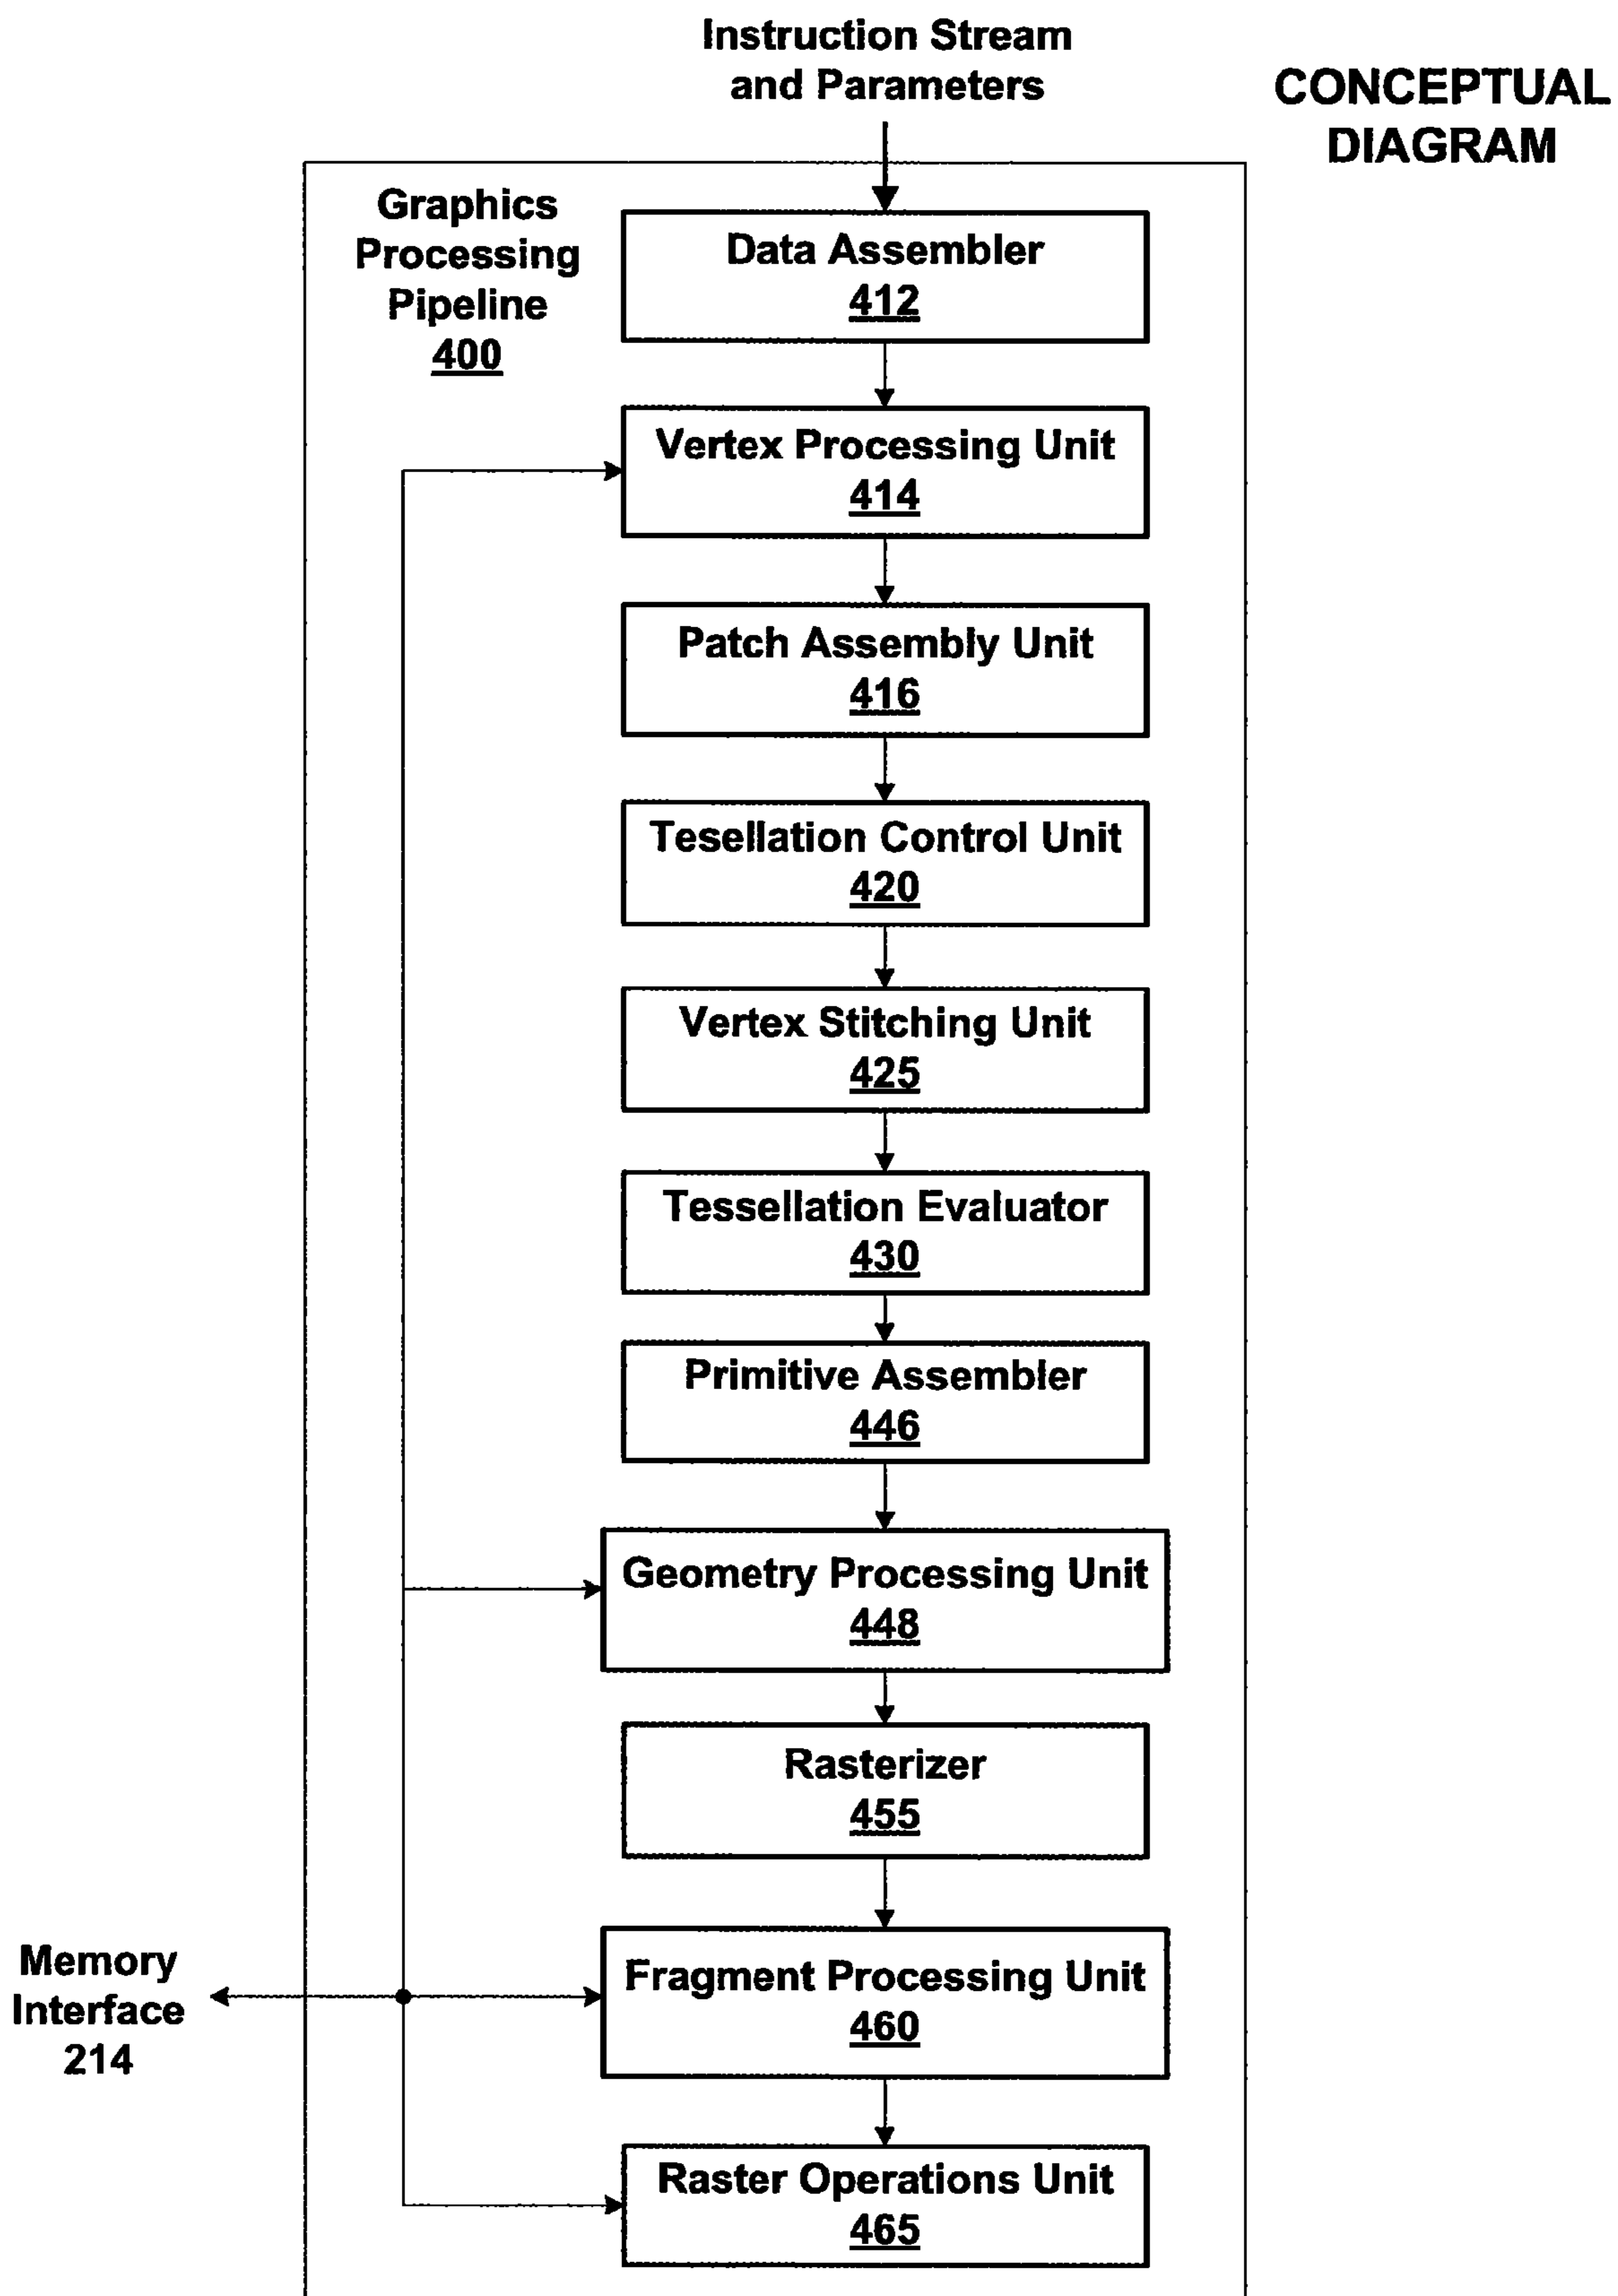 Instruction Stream
and Parameters
CONCEPTUAL
DIAGRAM
Graphics
Processing
Pipeline
400
Data Assembler
412
Vertex Processing Unit
414
Patch Assembly Unit
416
Tesellation Control Unit
420
Vertex Stitching Unit
425
Tessellation Evaluator
430
Primitive Assembler
446
Geometry Processing Unit
448
Rasterizer
455
Memory
Interface
214
Fragment Processing Unit
460
Raster Operations Unit
465